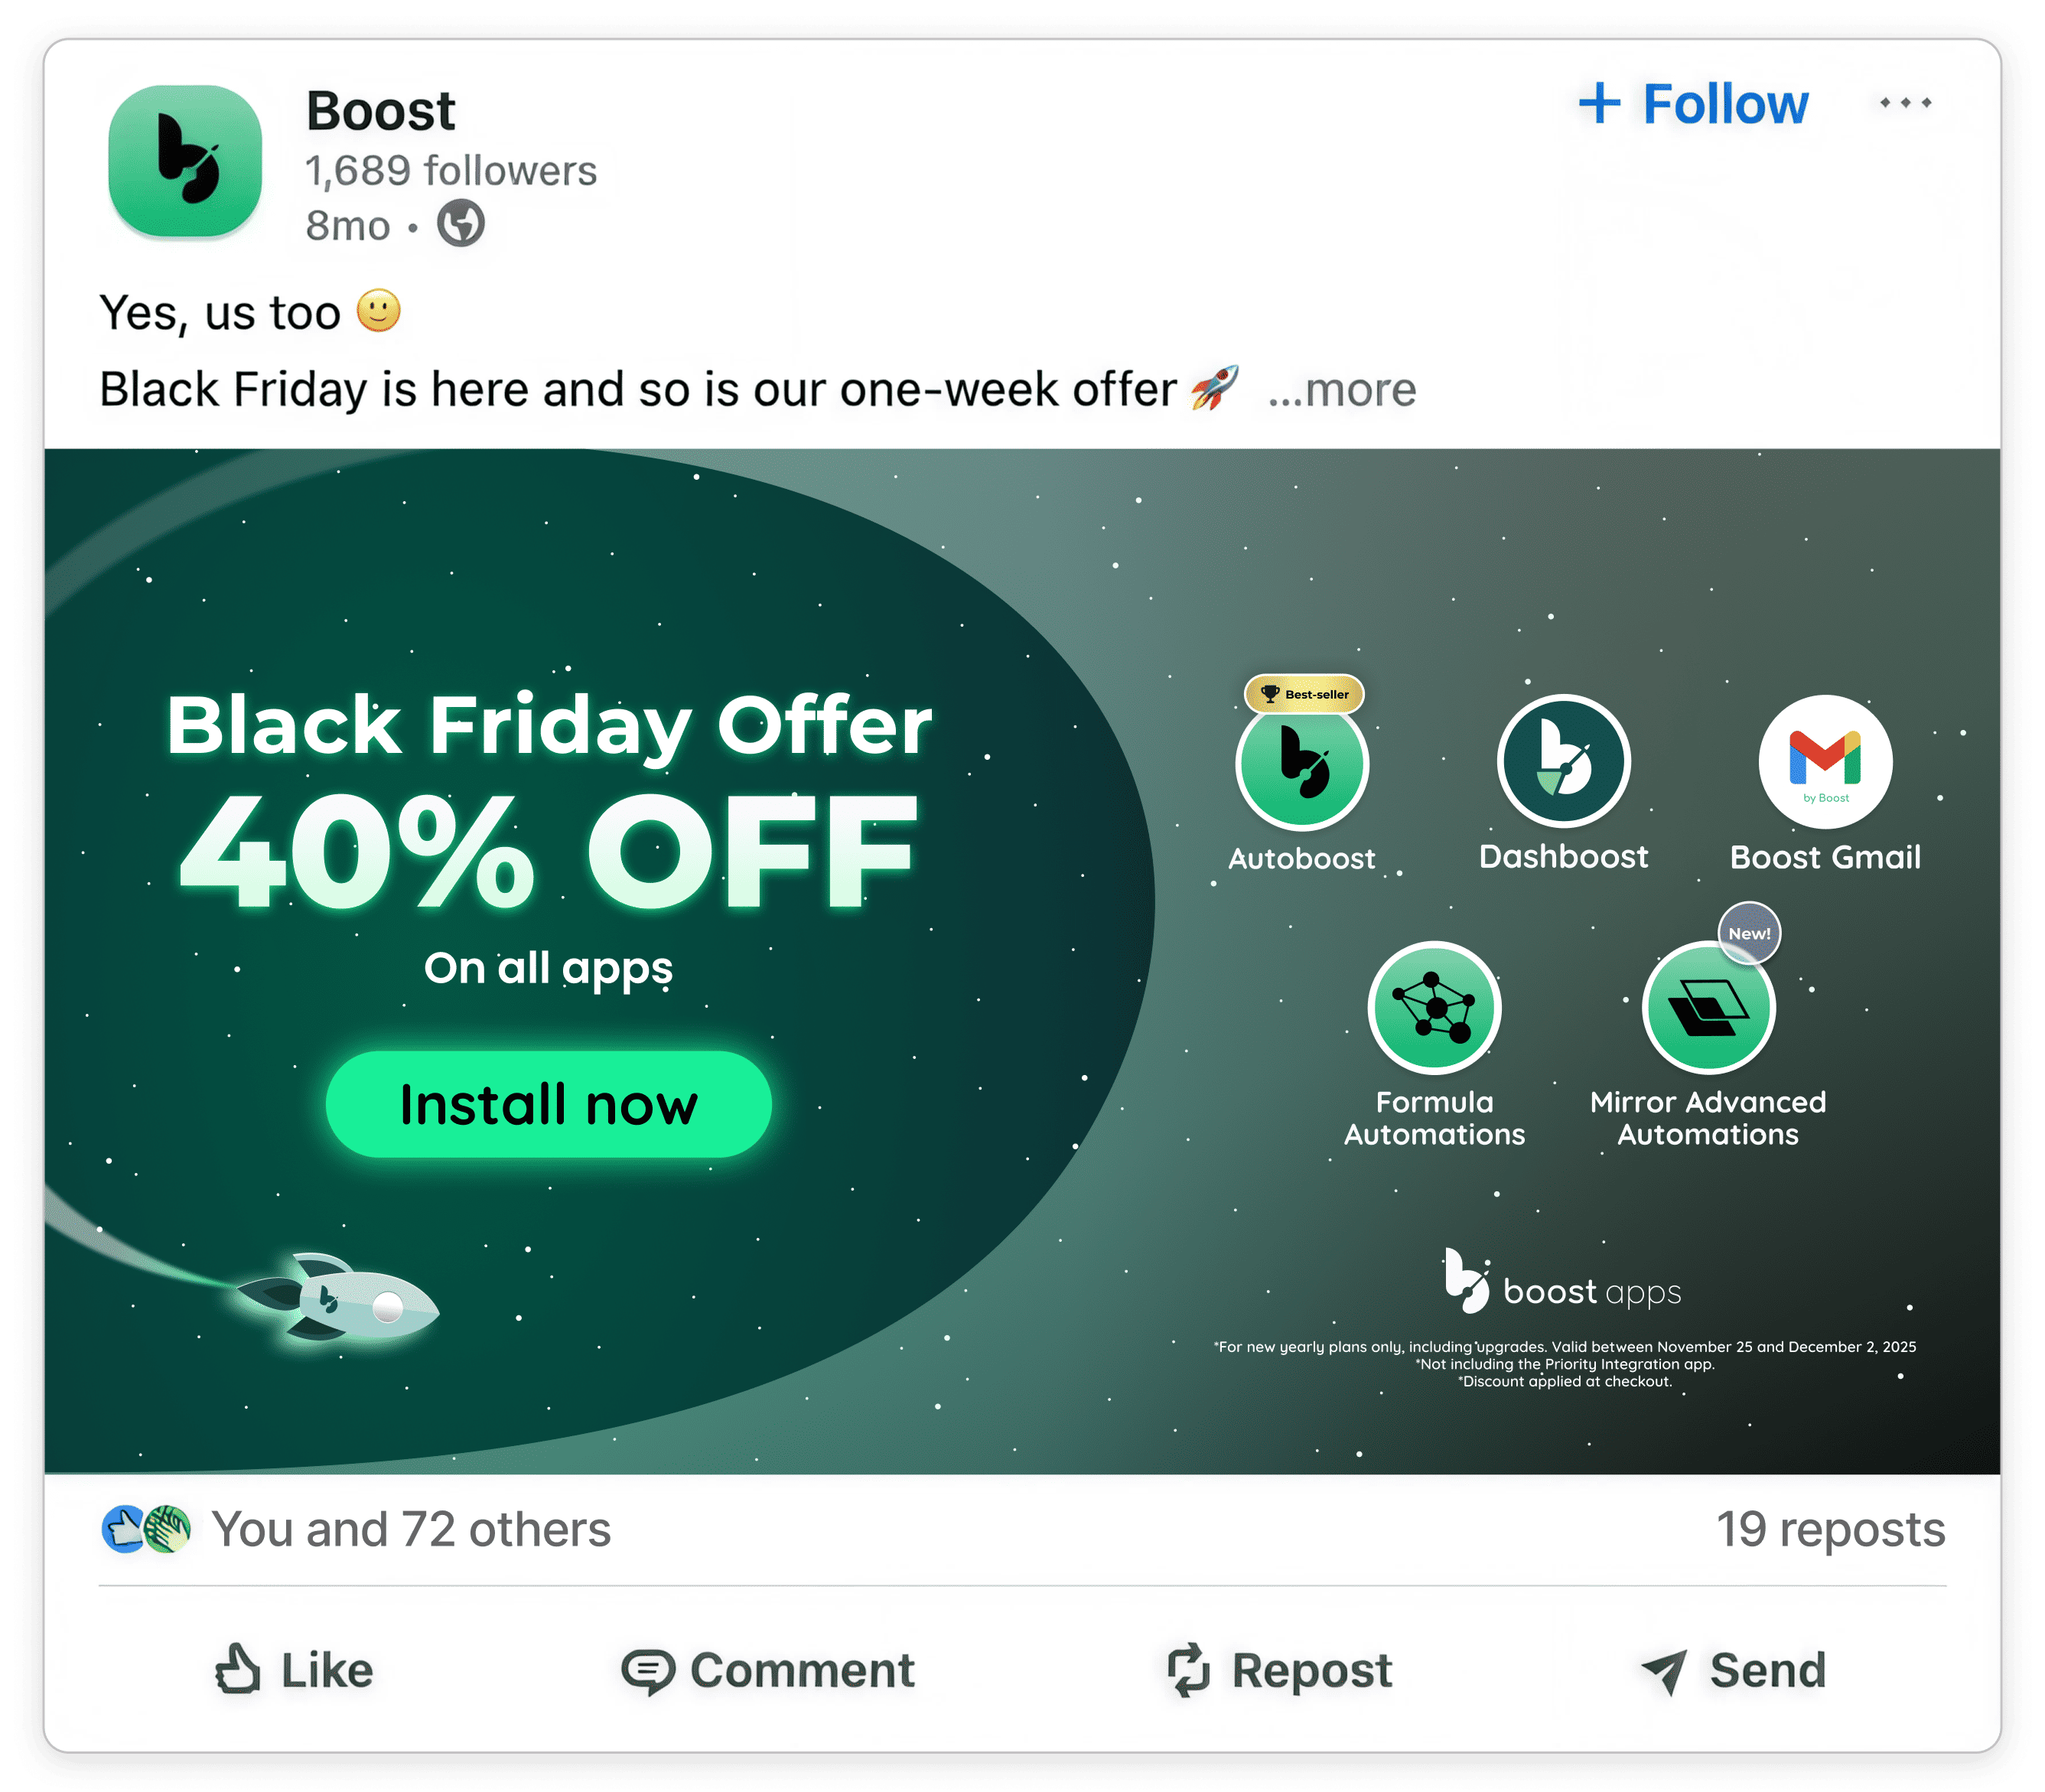 Boost
+ Follow
1,689 followers
8mo •
Yes, us too 🙂
Black Friday is here and so is our one-week offer 🚀 ...more
Black Friday Offer
40% OFF
On all apps
Install now
Best-seller
Autoboost
Dashboost
by Boost
Boost Gmail
New!
Formula
Automations
Mirror Advanced
Automations
boost apps
*For new yearly plans only, including upgrades. Valid between November 25 and December 2, 2025
*Not including the Priority Integration app.
*Discount applied at checkout.
You and 72 others
19 reposts
Like
Comment
Repost
Send